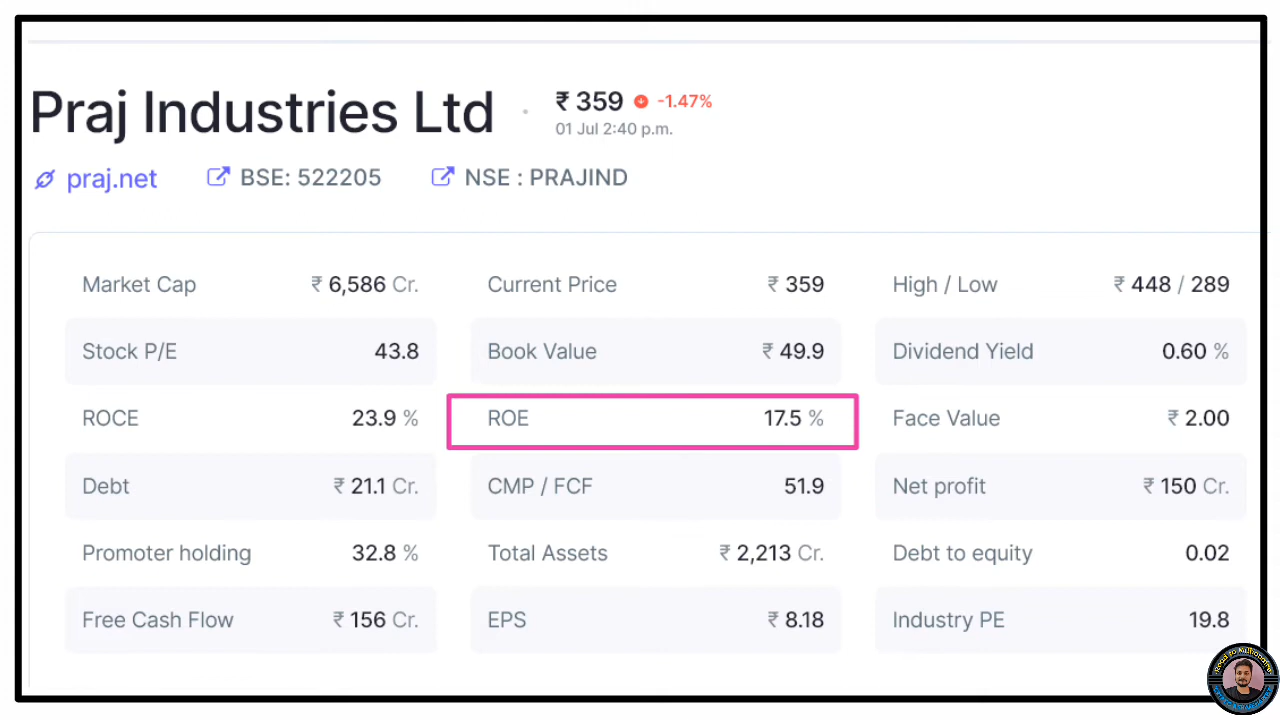 Praj Industries Ltd · ₹ 359 -1.47%
01 Jul 2:40 p.m.
praj.net BSE: 522205 NSE : PRAJIND
Market Cap ₹ 6,586 Cr. Current Price ₹ 359 High / Low ₹ 448 / 289
Stock P/E 43.8 Book Value ₹ 49.9 Dividend Yield 0.60 %
ROCE 23.9 % ROE 17.5 % Face Value ₹ 2.00
Debt ₹ 21.1 Cr. CMP / FCF 51.9 Net profit ₹ 150 Cr.
Promoter holding 32.8 % Total Assets ₹ 2,213 Cr. Debt to equity 0.02
Free Cash Flow ₹ 156 Cr. EPS ₹ 8.18 Industry PE 19.8
Road to Millionaire